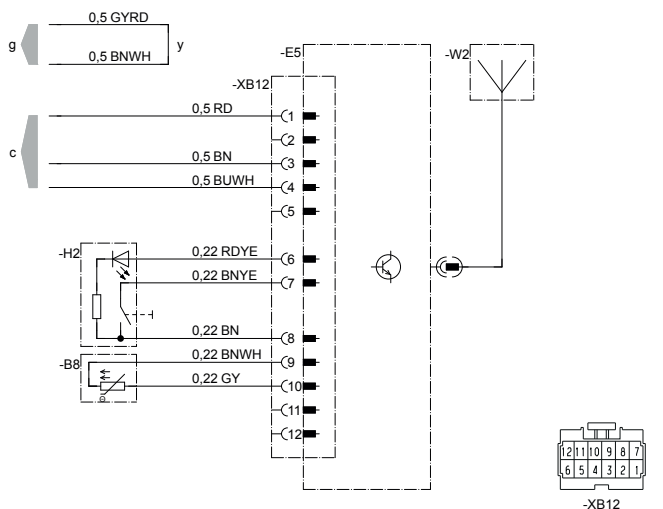 0,5 GYRD
g
y
0,5 BNWH
-E5
-W2
-XB12
0,5 RD
1
2
c
0,5 BN
3
0,5 BUWH
4
5
-H2
0,22 RDYE
6
0,22 BNYE
7
0,22 BN
8
0,22 BNWH
9
-B8
0,22 GY
10
11
12
12 11 10 9 8 7
6 5 4 3 2 1
-XB12